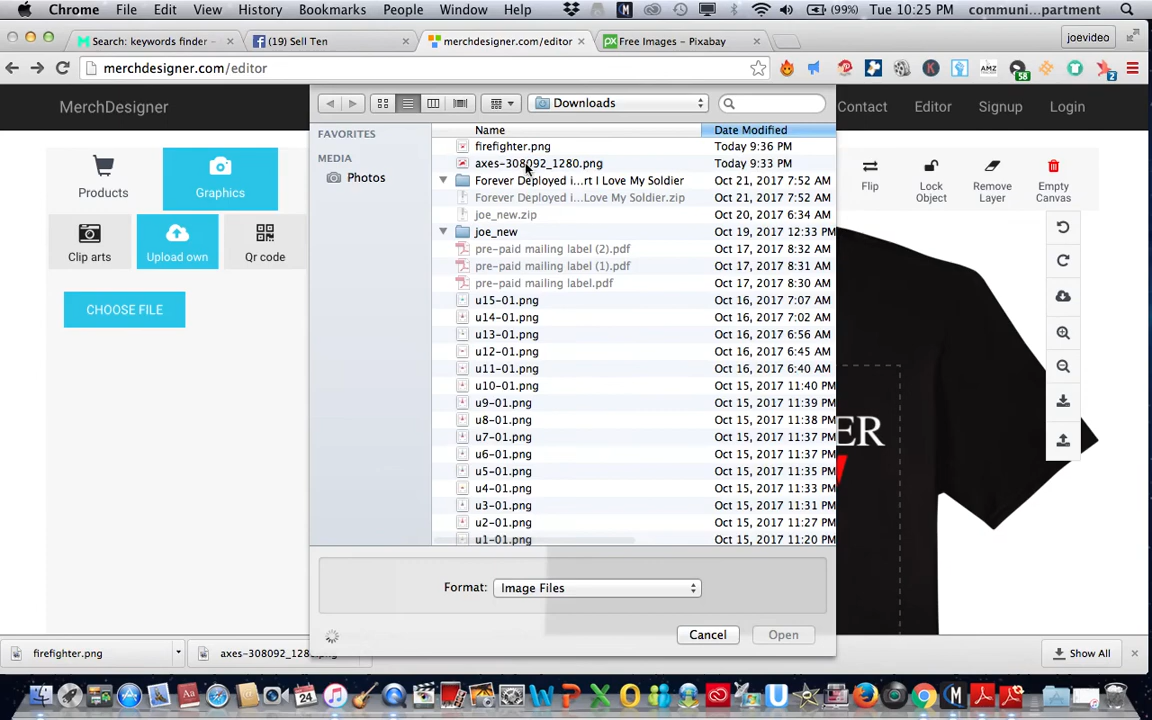 Chrome File Edit View History Bookmarks People Window Help (99%) Tue 10:25 PM communi...partment
Search: keywords finder - (19) Sell Ten merchdesigner.com/editor Free Images - Pixabay joevideo
merchdesigner.com/editor
MerchDesigner Contact Editor Signup Login
Downloads
FAVORITES
MEDIA
Photos
Name Date Modified
firefighter.png Today 9:36 PM
axes-308092_1280.png Today 9:33 PM
Forever Deployed i...rt I Love My Soldier Oct 21, 2017 7:52 AM
Forever Deployed i...Love My Soldier.zip Oct 21, 2017 7:52 AM
joe_new.zip Oct 20, 2017 6:34 AM
joe_new Oct 19, 2017 12:33 PM
pre-paid mailing label (2).pdf Oct 17, 2017 8:32 AM
pre-paid mailing label (1).pdf Oct 17, 2017 8:31 AM
pre-paid mailing label.pdf Oct 17, 2017 8:30 AM
u15-01.png Oct 16, 2017 7:07 AM
u14-01.png Oct 16, 2017 7:02 AM
u13-01.png Oct 16, 2017 6:56 AM
u12-01.png Oct 16, 2017 6:45 AM
u11-01.png Oct 16, 2017 6:40 AM
u10-01.png Oct 15, 2017 11:40 PM
u9-01.png Oct 15, 2017 11:39 PM
u8-01.png Oct 15, 2017 11:38 PM
u7-01.png Oct 15, 2017 11:37 PM
u6-01.png Oct 15, 2017 11:37 PM
u5-01.png Oct 15, 2017 11:35 PM
u4-01.png Oct 15, 2017 11:33 PM
u3-01.png Oct 15, 2017 11:31 PM
u2-01.png Oct 15, 2017 11:27 PM
u1-01.png Oct 15, 2017 11:20 PM
Format: Image Files
Cancel Open
Products Graphics
Clip arts Upload own Qr code
CHOOSE FILE
Flip Lock Object Remove Layer Empty Canvas
ER
firefighter.png axes-308092_128 Show All